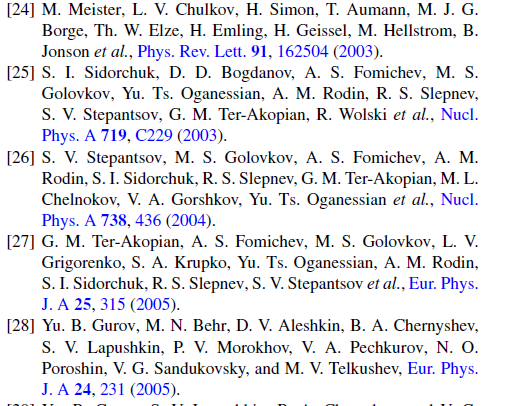 [24] M. Meister, L. V. Chulkov, H. Simon, T. Aumann, M. J. G.
Borge, Th. W. Elze, H. Emling, H. Geissel, M. Hellstrom, B.
Jonson et al., Phys. Rev. Lett. 91, 162504 (2003).
[25] S. I. Sidorchuk, D. D. Bogdanov, A. S. Fomichev, M. S.
Golovkov, Yu. Ts. Oganessian, A. M. Rodin, R. S. Slepnev,
S. V. Stepantsov, G. M. Ter-Akopian, R. Wolski et al., Nucl.
Phys. A 719, C229 (2003).
[26] S. V. Stepantsov, M. S. Golovkov, A. S. Fomichev, A. M.
Rodin, S. I. Sidorchuk, R. S. Slepnev, G. M. Ter-Akopian, M. L.
Chelnokov, V. A. Gorshkov, Yu. Ts. Oganessian et al., Nucl.
Phys. A 738, 436 (2004).
[27] G. M. Ter-Akopian, A. S. Fomichev, M. S. Golovkov, L. V.
Grigorenko, S. A. Krupko, Yu. Ts. Oganessian, A. M. Rodin,
S. I. Sidorchuk, R. S. Slepnev, S. V. Stepantsov et al., Eur. Phys.
J. A 25, 315 (2005).
[28] Yu. B. Gurov, M. N. Behr, D. V. Aleshkin, B. A. Chernyshev,
S. V. Lapushkin, P. V. Morokhov, V. A. Pechkurov, N. O.
Poroshin, V. G. Sandukovsky, and M. V. Telkushev, Eur. Phys.
J. A 24, 231 (2005).